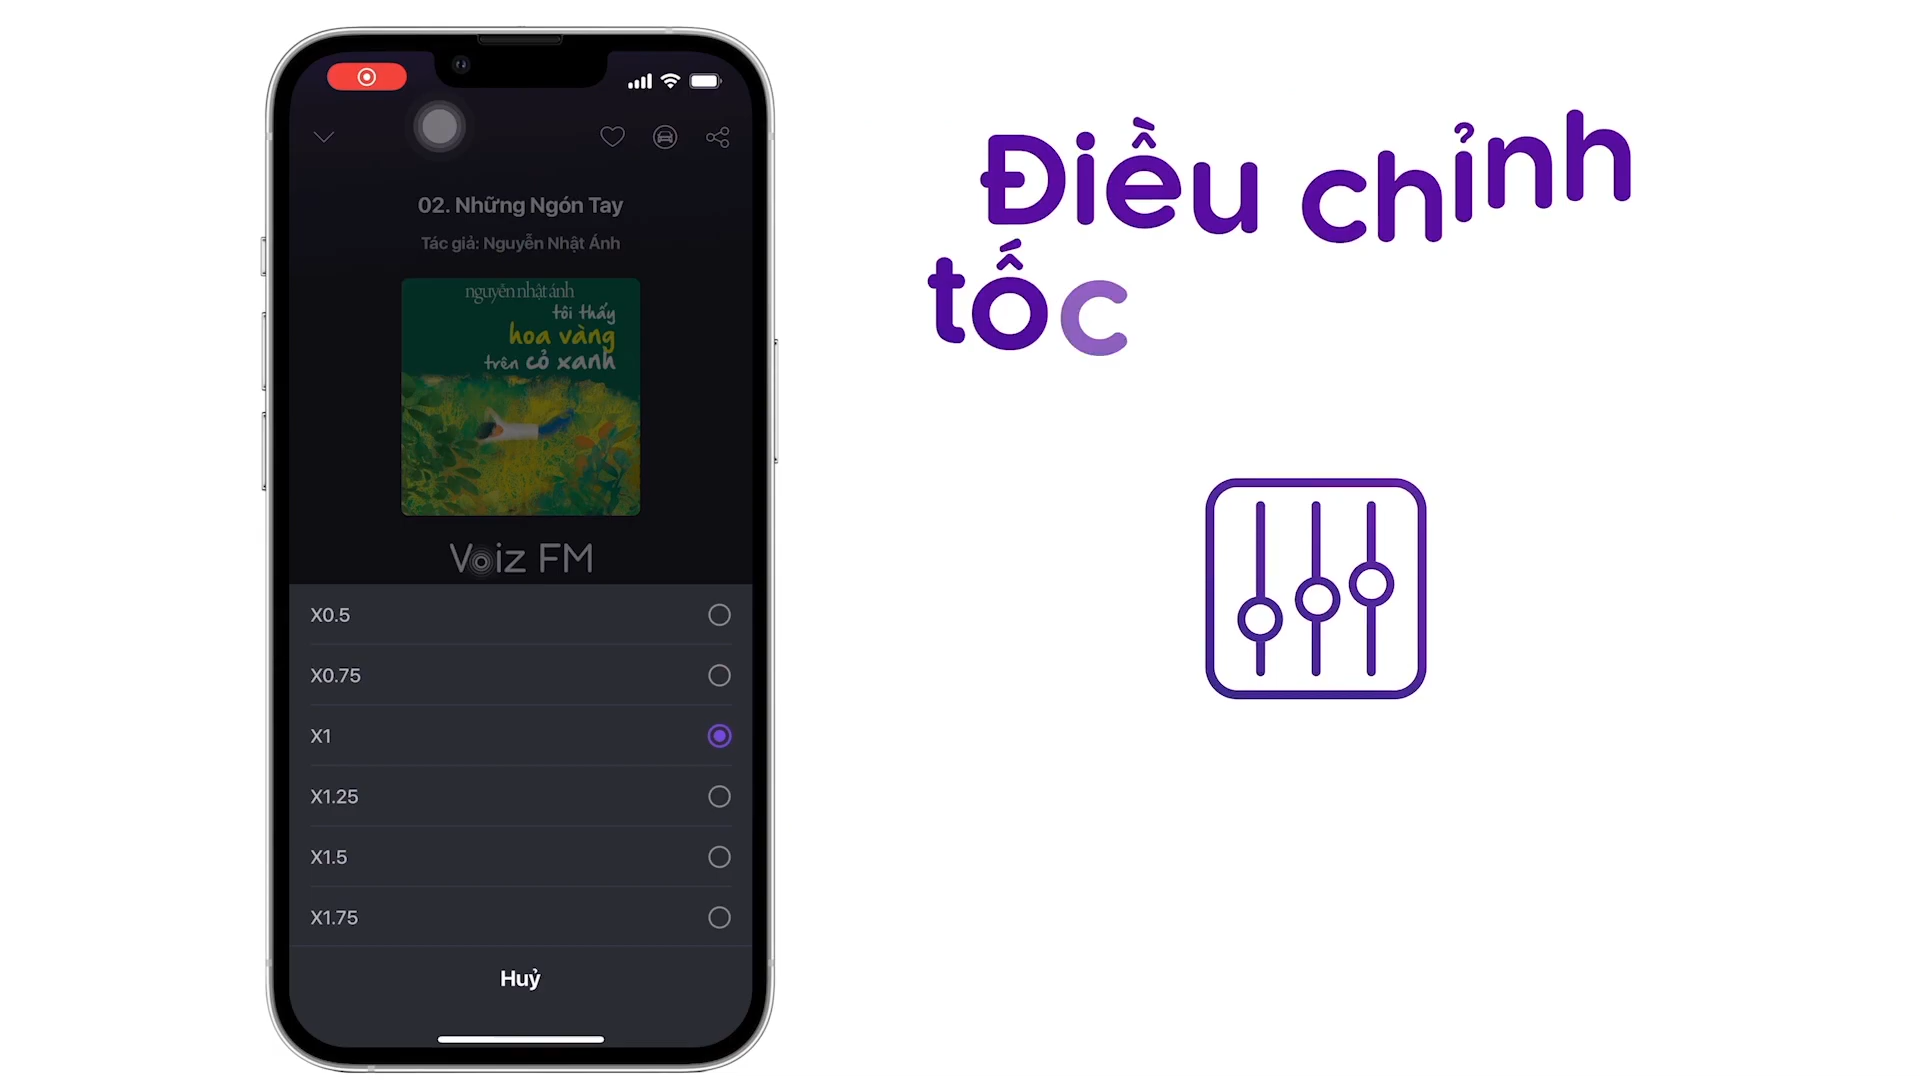 02. Những Ngón Tay
Tác giả: Nguyễn Nhật Ánh
nguyễn nhật ánh
tôi thấy
hoa vàng
trên cỏ xanh
Voiz FM
X0.5
X0.75
X1
X1.25
X1.5
X1.75
Huỷ
Điều chỉnh
tốc